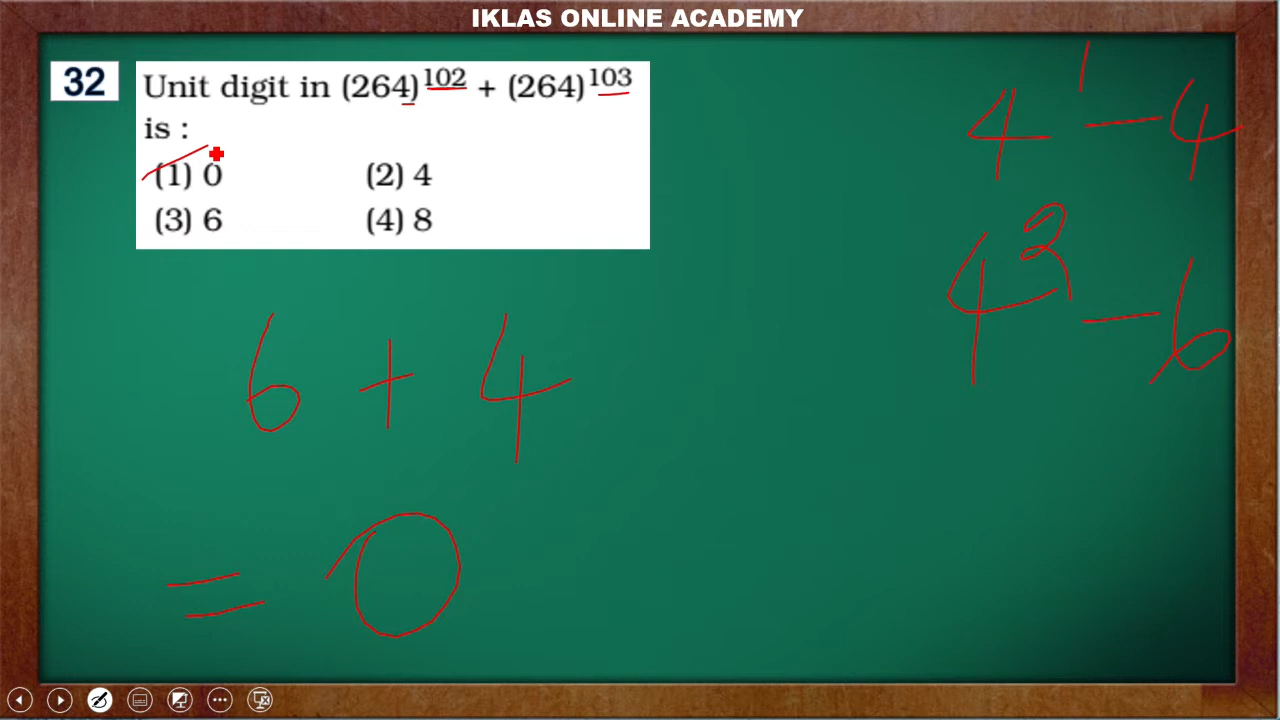 IKLAS ONLINE ACADEMY
32
Unit digit in (264)¹⁰² + (264)¹⁰³
is :
(1) 0 (2) 4
(3) 6 (4) 8
4¹ – 4
4² – 6
6 + 4
= 0